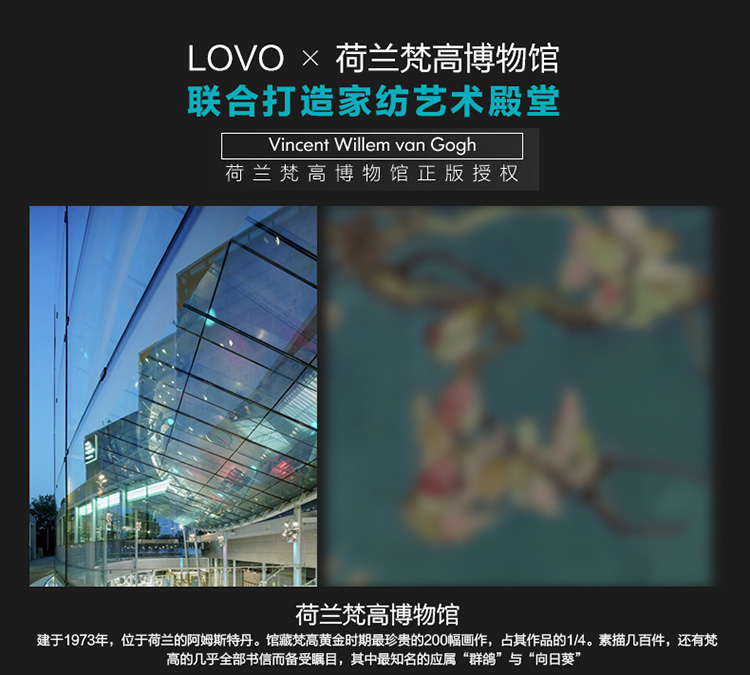 LOVO × 荷兰梵高博物馆
联合打造家纺艺术殿堂
Vincent Willem van Gogh
荷兰梵高博物馆正版授权
荷兰梵高博物馆
建于1973年，位于荷兰的阿姆斯特丹。馆藏梵高黄金时期最珍贵的200幅画作，占其作品的1/4。素描几百件，还有梵
高的几乎全部书信而备受瞩目，其中最知名的应属“群鸽”与“向日葵”